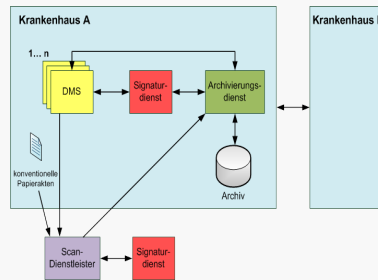 Krankenhaus A
Krankenhaus
1... n
DMS
Signatur-
dienst
Archivierungs-
dienst
konventionelle
Papierakten
Archiv
Scan-
Dienstleister
Signatur-
dienst